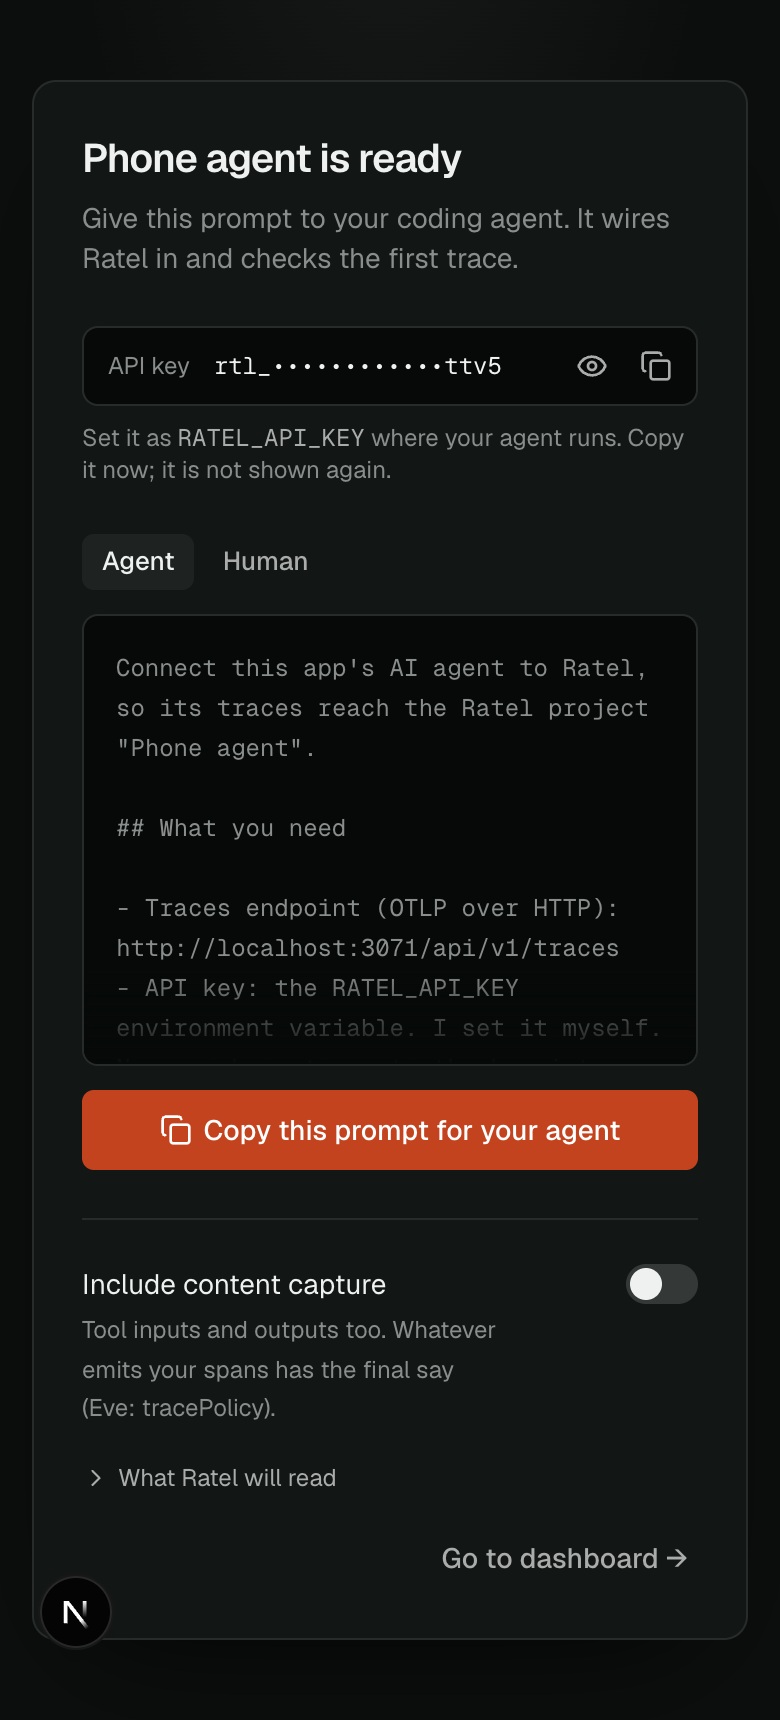 Phone agent is ready
Give this prompt to your coding agent. It wires
Ratel in and checks the first trace.
API key rtl_••••••••••••ttv5
Set it as RATEL_API_KEY where your agent runs. Copy
it now; it is not shown again.
Agent Human
Connect this app's AI agent to Ratel,
so its traces reach the Ratel project
"Phone agent".
## What you need
- Traces endpoint (OTLP over HTTP):
http://localhost:3071/api/v1/traces
- API key: the RATEL_API_KEY
environment variable. I set it myself.
Copy this prompt for your agent
Include content capture
Tool inputs and outputs too. Whatever
emits your spans has the final say
(Eve: tracePolicy).
What Ratel will read
Go to dashboard →
N